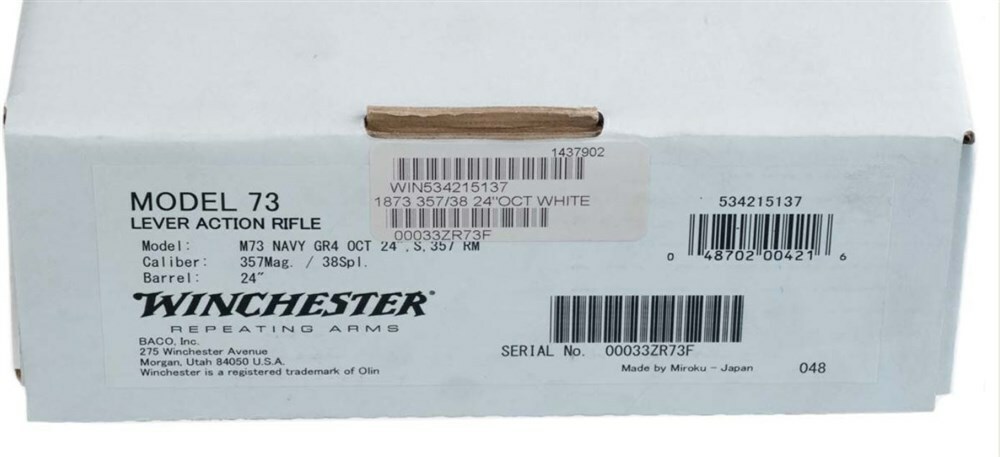 1437902
WIN534215137
1873 357/38 24"OCT WHITE
00033ZR73F
MODEL 73
LEVER ACTION RIFLE
Model: M73 NAVY GR4 OCT 24", S, 357 RM
Caliber: 357Mag. / 38Spl.
Barrel: 24"
WINCHESTER®
REPEATING ARMS
BACO, Inc.
275 Winchester Avenue
Morgan, Utah 84050 U.S.A.
Winchester is a registered trademark of Olin
534215137
0 48702 00421 6
SERIAL No. 00033ZR73F
Made by Miroku - Japan
048